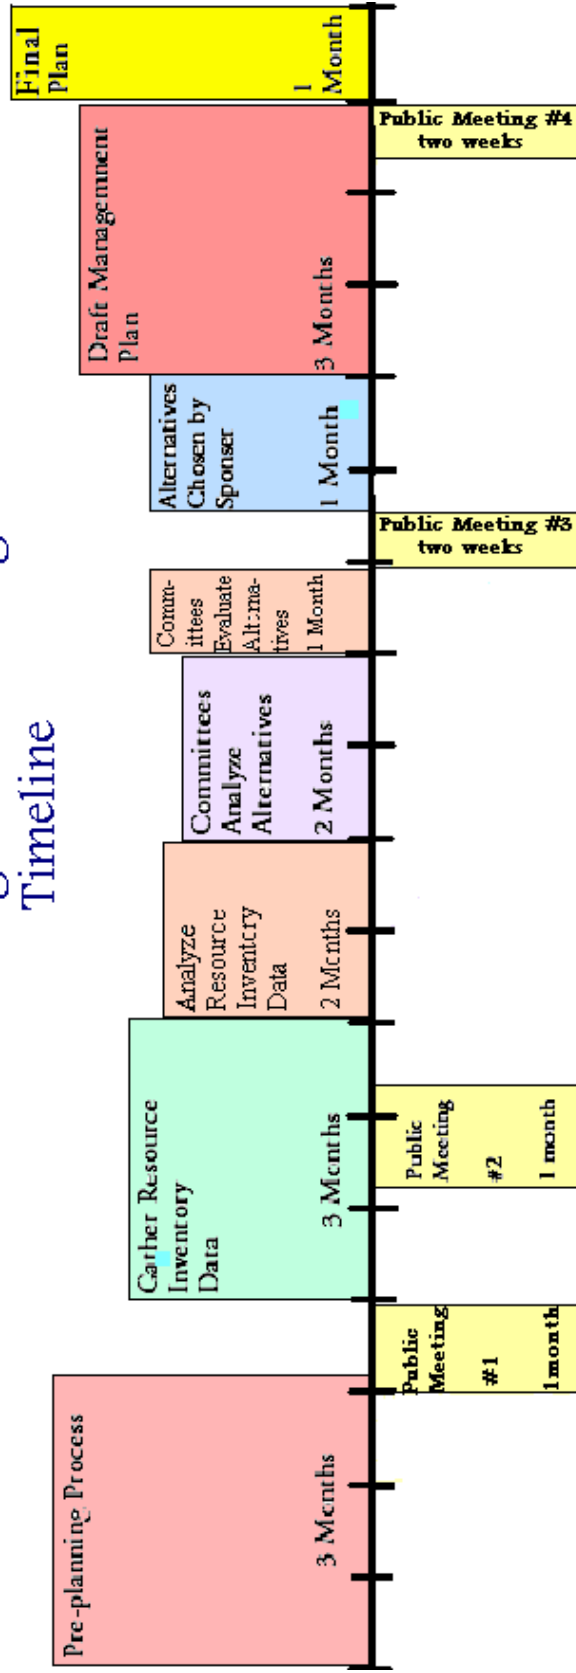 Timeline
Pre-planning Process
3 Months
Public
Meeting
#1
1 month
Gather Resource
Inventory
Data
3 Months
Public
Meeting
#2
1 month
Analyze
Resource
Inventory
Data
2 Months
Committees
Analyze
Alternatives
2 Months
Comm-
ittees
Evaluate
Alterna-
tives
1 Month
Public Meeting #3
two weeks
Alternatives
Chosen by
Sponser
1 Month
Draft Management
Plan
3 Months
Public Meeting #4
two weeks
Final
Plan
1
Month